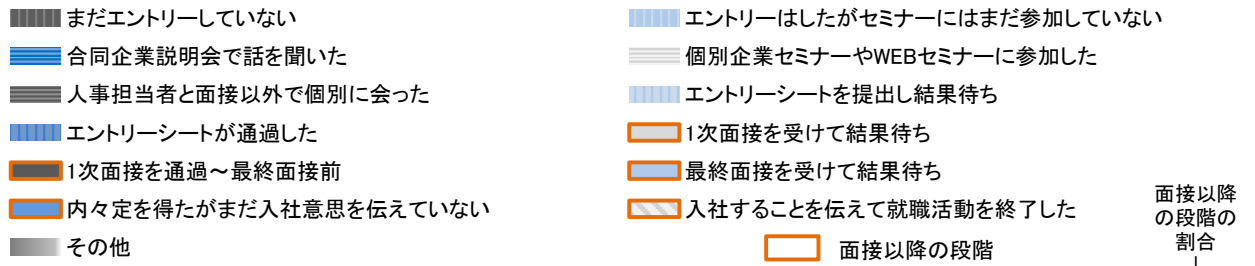 まだエントリーしていない
エントリーはしたがセミナーにはまだ参加していない
合同企業説明会で話を聞いた
個別企業セミナーやWEBセミナーに参加した
人事担当者と面接以外で個別に会った
エントリーシートを提出し結果待ち
エントリーシートが通過した
1次面接を受けて結果待ち
1次面接を通過～最終面接前
最終面接を受けて結果待ち
内々定を得たがまだ入社意思を伝えていない
入社することを伝えて就職活動を終了した
その他
面接以降の段階
面接以降
の段階の
割合